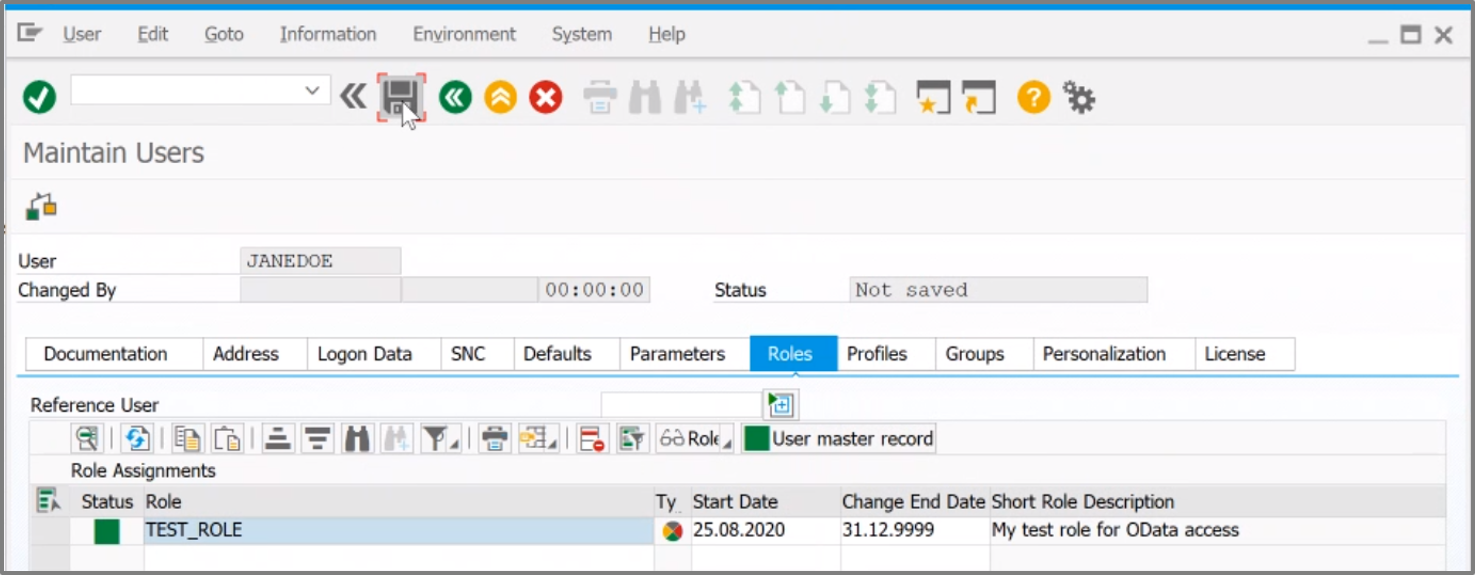 User Edit Goto Information Environment System Help
Maintain Users
User JANEDOE
Changed By 00:00:00 Status Not saved
Documentation Address Logon Data SNC Defaults Parameters Roles Profiles Groups Personalization License
Reference User
Role User master record
Role Assignments
Status Role Ty. Start Date Change End Date Short Role Description
TEST_ROLE 25.08.2020 31.12.9999 My test role for OData access